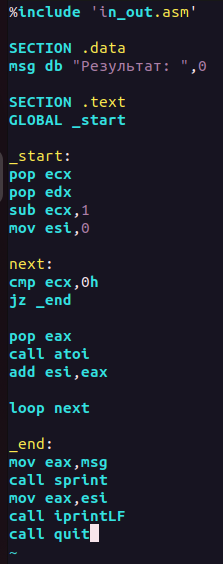 %include 'in_out.asm'
SECTION .data
msg db "Результат: ",0
SECTION .text
GLOBAL _start
_start:
pop ecx
pop edx
sub ecx,1
mov esi,0
next:
cmp ecx,0h
jz _end
pop eax
call atoi
add esi,eax
loop next
_end:
mov eax,msg
call sprint
mov eax,esi
call iprintLF
call quit
~